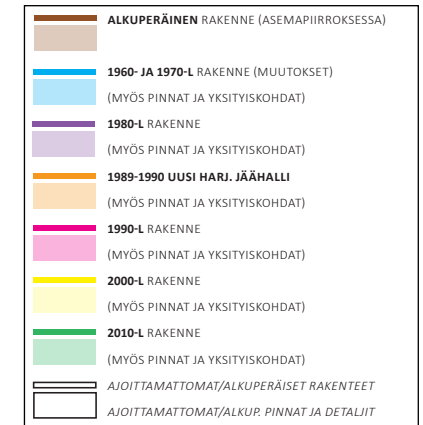 ALKUPERÄINEN RAKENNE (ASEMAPIIRROKSESSA)
1960- JA 1970-L RAKENNE (MUUTOKSET)
(MYÖS PINNAT JA YKSITYISKOHDAT)
1980-L RAKENNE
(MYÖS PINNAT JA YKSITYISKOHDAT)
1989-1990 UUSI HARJ. JÄÄHALLI
(MYÖS PINNAT JA YKSITYISKOHDAT)
1990-L RAKENNE
(MYÖS PINNAT JA YKSITYISKOHDAT)
2000-L RAKENNE
(MYÖS PINNAT JA YKSITYISKOHDAT)
2010-L RAKENNE
(MYÖS PINNAT JA YKSITYISKOHDAT)
AJOITTAMATTOMAT/ALKUPERÄISET RAKENTEET
AJOITTAMATTOMAT/ALKUP. PINNAT JA DETALJIT